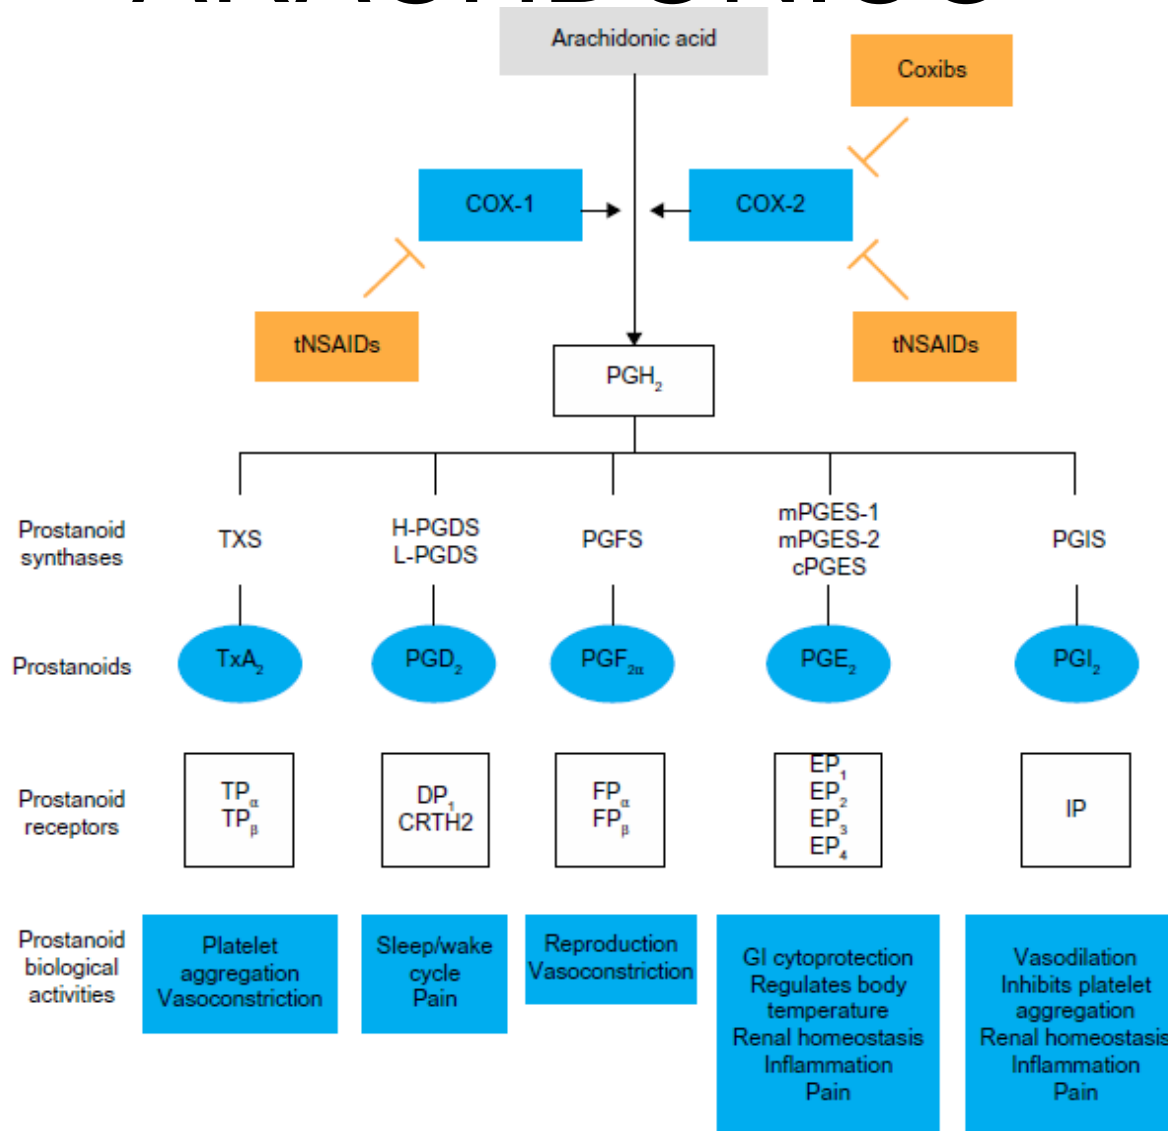 Arachidonic acid
Coxibs
COX-1
COX-2
tNSAIDs
tNSAIDs
PGH₂
Prostanoid
synthases
TXS
H-PGDS
L-PGDS
PGFS
mPGES-1
mPGES-2
cPGES
PGIS
Prostanoids
TxA₂
PGD₂
PGF₂α
PGE₂
PGI₂
Prostanoid
receptors
TPα
TPβ
DP₁
CRTH2
FPα
FPβ
EP₁
EP₂
EP₃
EP₄
IP
Prostanoid
biological
activities
Platelet
aggregation
Vasoconstriction
Sleep/wake
cycle
Pain
Reproduction
Vasoconstriction
GI cytoprotection
Regulates body
temperature
Renal homeostasis
Inflammation
Pain
Vasodilation
Inhibits platelet
aggregation
Renal homeostasis
Inflammation
Pain